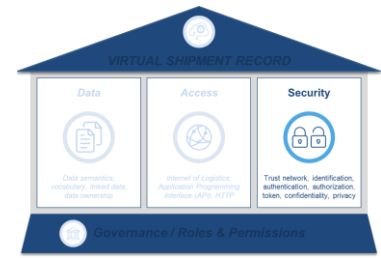 VIRTUAL SHIPMENT RECORD
Data
Access
Security
Data semantics,
vocabulary, linked data,
data ownership
Internet of Logistics,
Application Programming
Interface (API), HTTP
Trust network, identification,
authentication, authorization,
token, confidentiality, privacy
Governance / Roles & Permissions